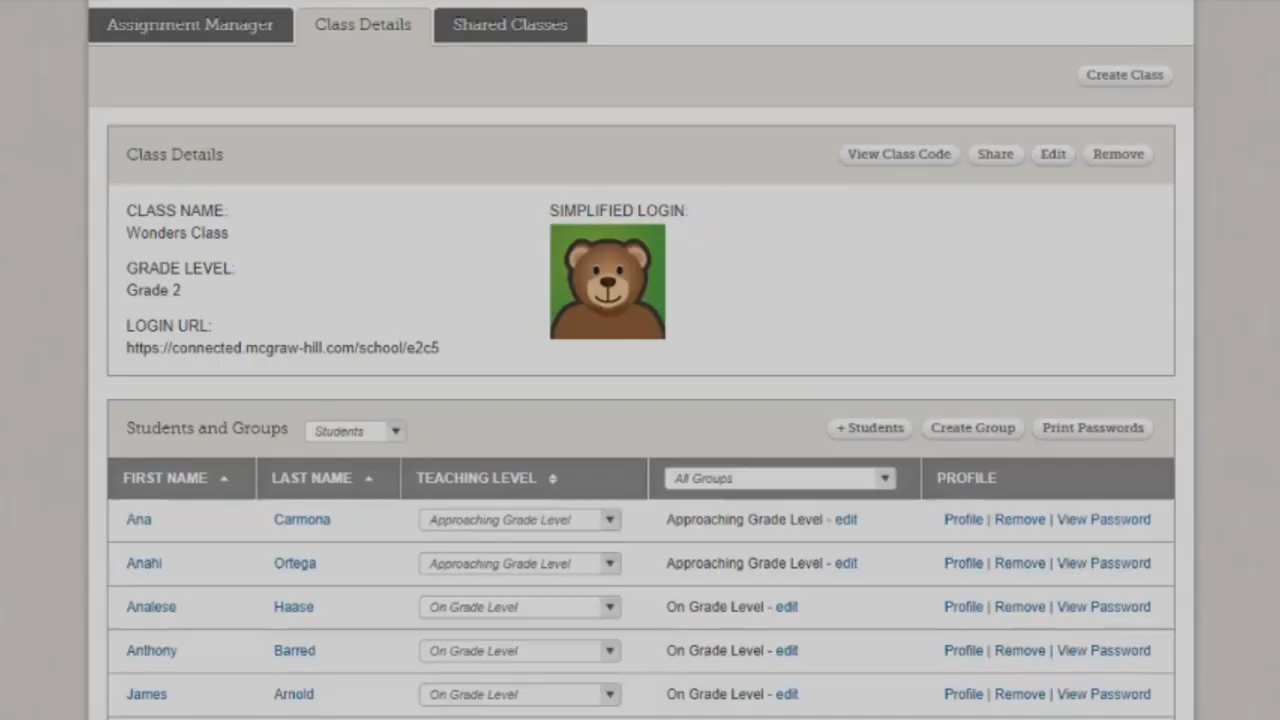 Assignment Manager Class Details Shared Classes
Create Class
Class Details View Class Code Share Edit Remove
CLASS NAME: SIMPLIFIED LOGIN:
Wonders Class
GRADE LEVEL:
Grade 2
LOGIN URL:
https://connected.mcgraw-hill.com/school/e2c5
Students and Groups Students + Students Create Group Print Passwords
FIRST NAME LAST NAME TEACHING LEVEL All Groups PROFILE
Ana Carmona Approaching Grade Level Approaching Grade Level - edit Profile | Remove | View Password
Anahi Ortega Approaching Grade Level Approaching Grade Level - edit Profile | Remove | View Password
Analese Haase On Grade Level On Grade Level - edit Profile | Remove | View Password
Anthony Barred On Grade Level On Grade Level - edit Profile | Remove | View Password
James Arnold On Grade Level On Grade Level - edit Profile | Remove | View Password